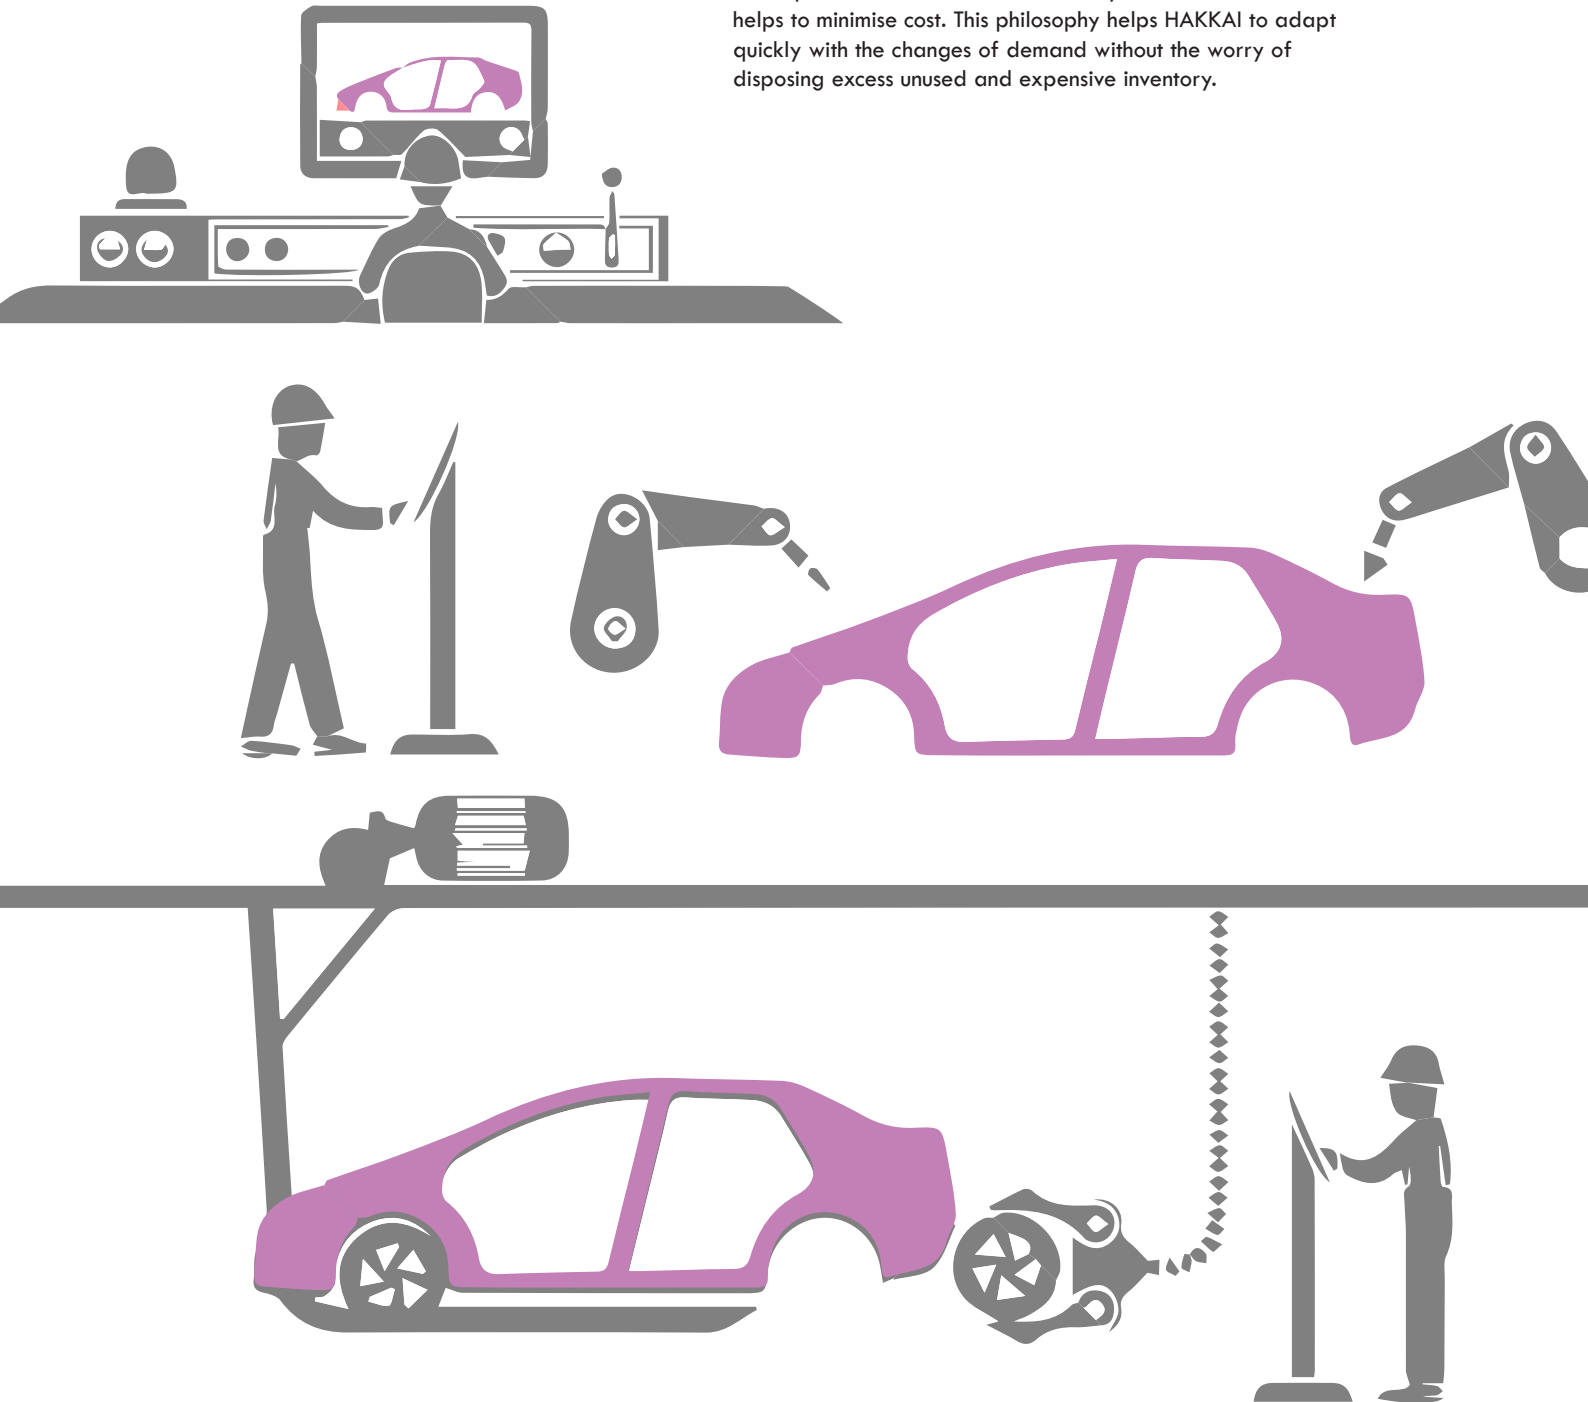 helps to minimise cost. This philosophy helps HAKKAI to adapt
quickly with the changes of demand without the worry of
disposing excess unused and expensive inventory.